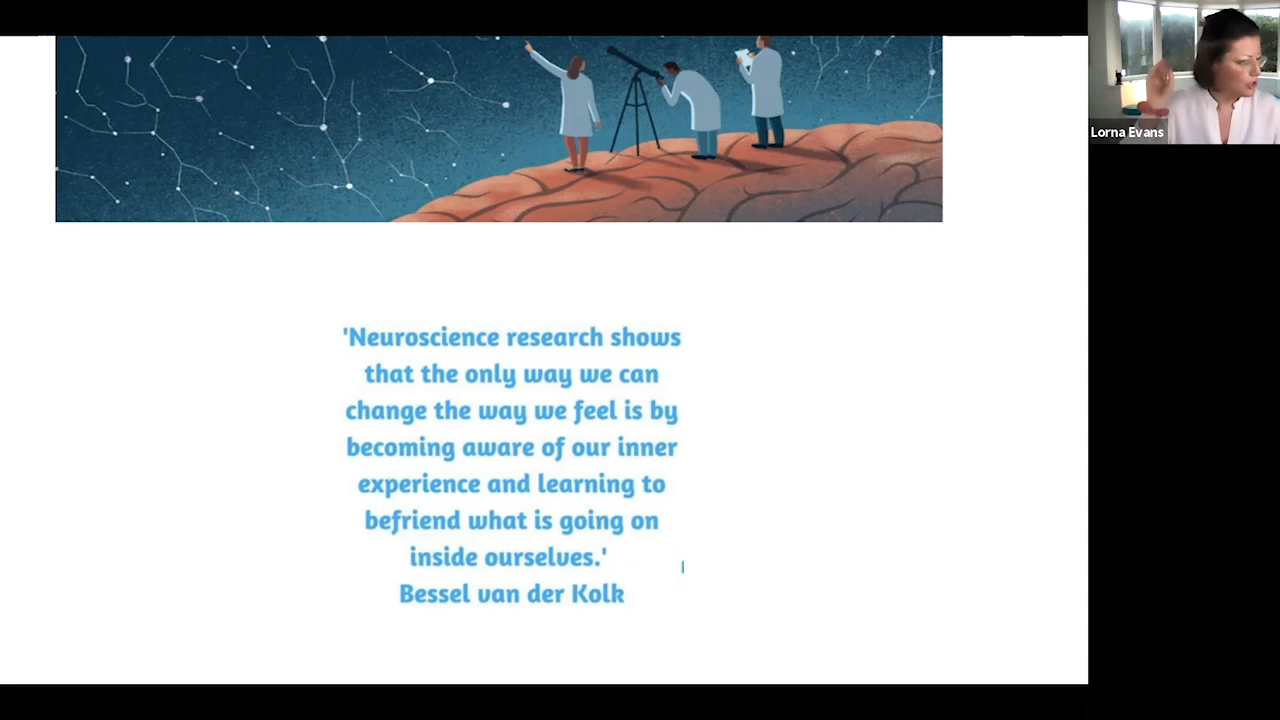 Lorna Evans
'Neuroscience research shows
that the only way we can
change the way we feel is by
becoming aware of our inner
experience and learning to
befriend what is going on
inside ourselves.'
Bessel van der Kolk